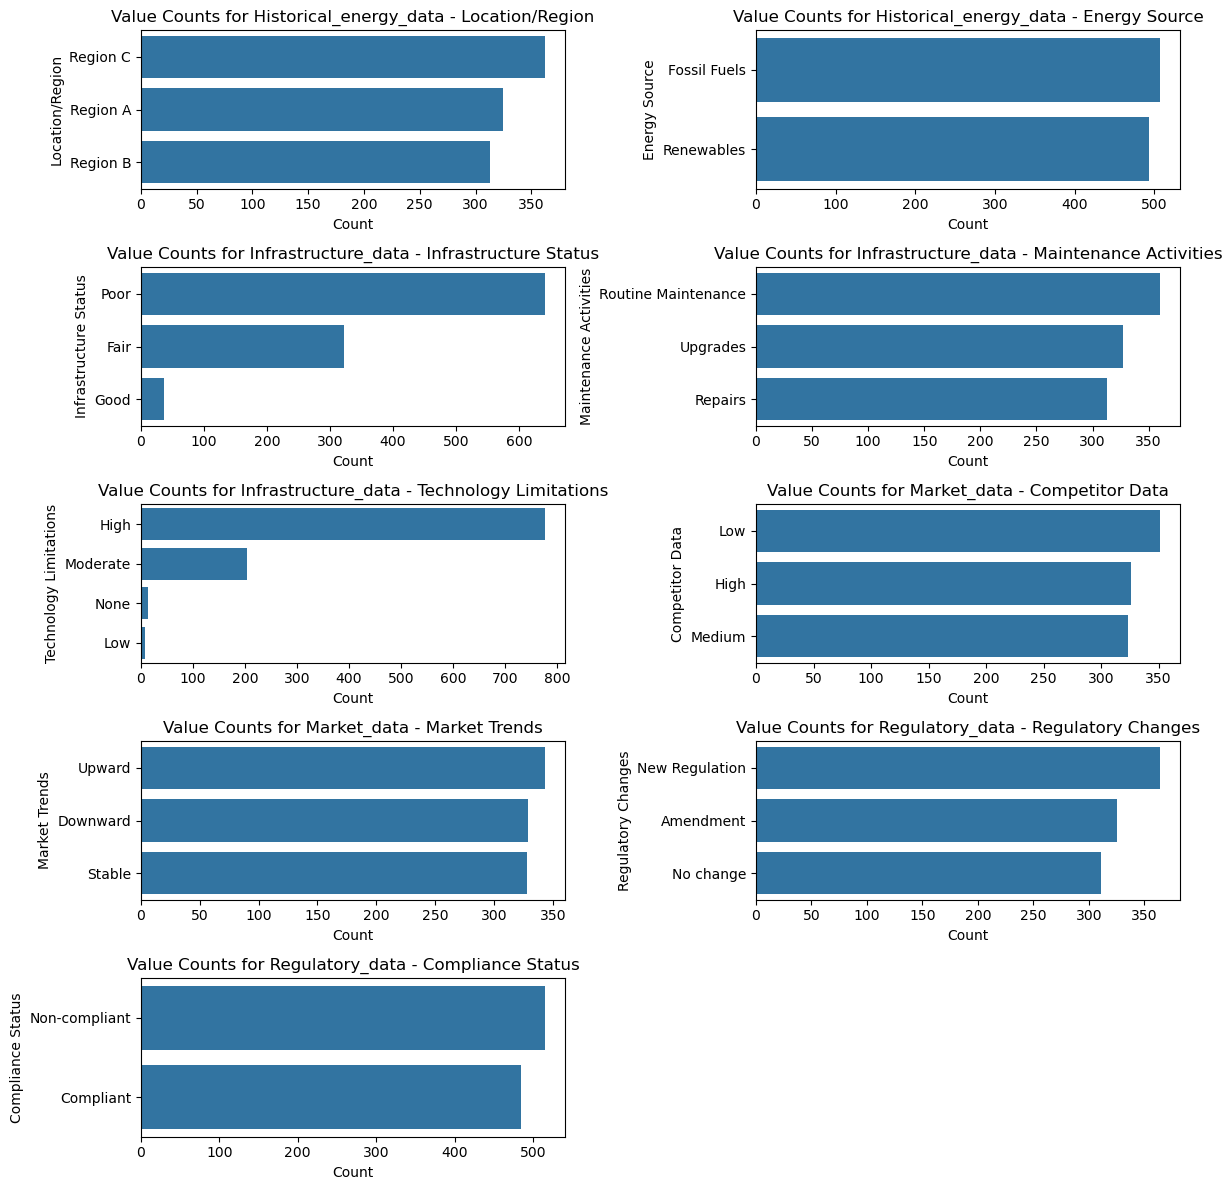 Value Counts for Historical_energy_data - Location/Region
Location/Region
Region C
Region A
Region B
0 50 100 150 200 250 300 350
Count
Value Counts for Historical_energy_data - Energy Source
Energy Source
Fossil Fuels
Renewables
0 100 200 300 400 500
Count
Value Counts for Infrastructure_data - Infrastructure Status
Infrastructure Status
Poor
Fair
Good
0 100 200 300 400 500 600
Count
Value Counts for Infrastructure_data - Maintenance Activities
Maintenance Activities
Routine Maintenance
Upgrades
Repairs
0 50 100 150 200 250 300 350
Count
Value Counts for Infrastructure_data - Technology Limitations
Technology Limitations
High
Moderate
None
Low
0 100 200 300 400 500 600 700 800
Count
Value Counts for Market_data - Competitor Data
Competitor Data
Low
High
Medium
0 50 100 150 200 250 300 350
Count
Value Counts for Market_data - Market Trends
Market Trends
Upward
Downward
Stable
0 50 100 150 200 250 300 350
Count
Value Counts for Regulatory_data - Regulatory Changes
Regulatory Changes
New Regulation
Amendment
No change
0 50 100 150 200 250 300 350
Count
Value Counts for Regulatory_data - Compliance Status
Compliance Status
Non-compliant
Compliant
0 100 200 300 400 500
Count